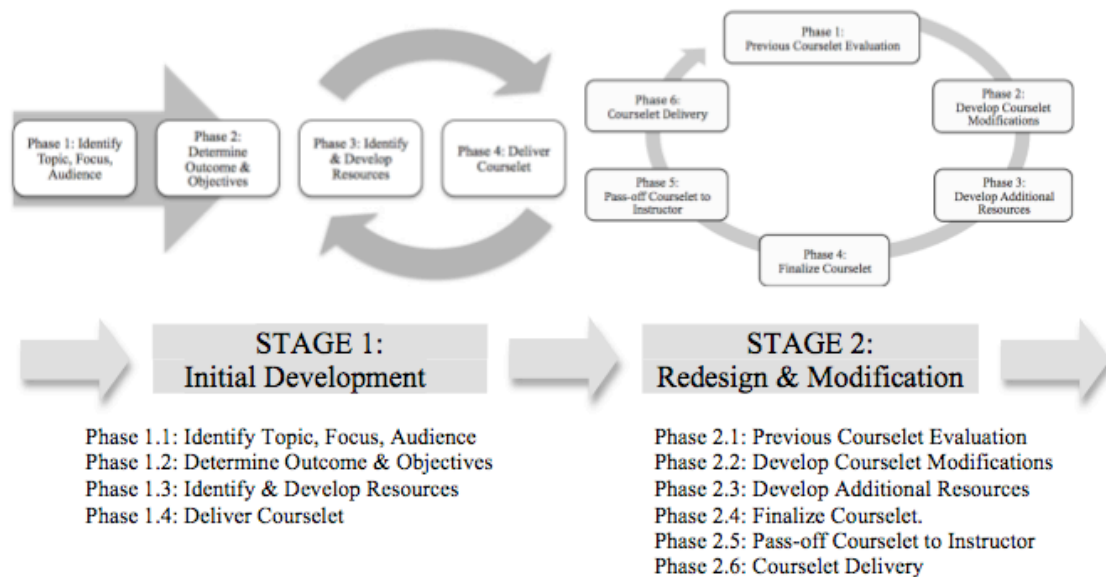 Phase 1: Identify
Topic, Focus,
Audience
Phase 2:
Determine
Outcome &
Objectives
Phase 3: Identify
& Develop
Resources
Phase 4: Deliver
Courselet
Phase 1:
Previous Courselet Evaluation
Phase 2:
Develop Courselet
Modifications
Phase 3:
Develop Additional
Resources
Phase 4:
Finalize Courselet
Phase 5:
Pass-off Courselet to
Instructor
Phase 6:
Courselet Delivery
STAGE 1:
Initial Development
Phase 1.1: Identify Topic, Focus, Audience
Phase 1.2: Determine Outcome & Objectives
Phase 1.3: Identify & Develop Resources
Phase 1.4: Deliver Courselet
STAGE 2:
Redesign & Modification
Phase 2.1: Previous Courselet Evaluation
Phase 2.2: Develop Courselet Modifications
Phase 2.3: Develop Additional Resources
Phase 2.4: Finalize Courselet.
Phase 2.5: Pass-off Courselet to Instructor
Phase 2.6: Courselet Delivery